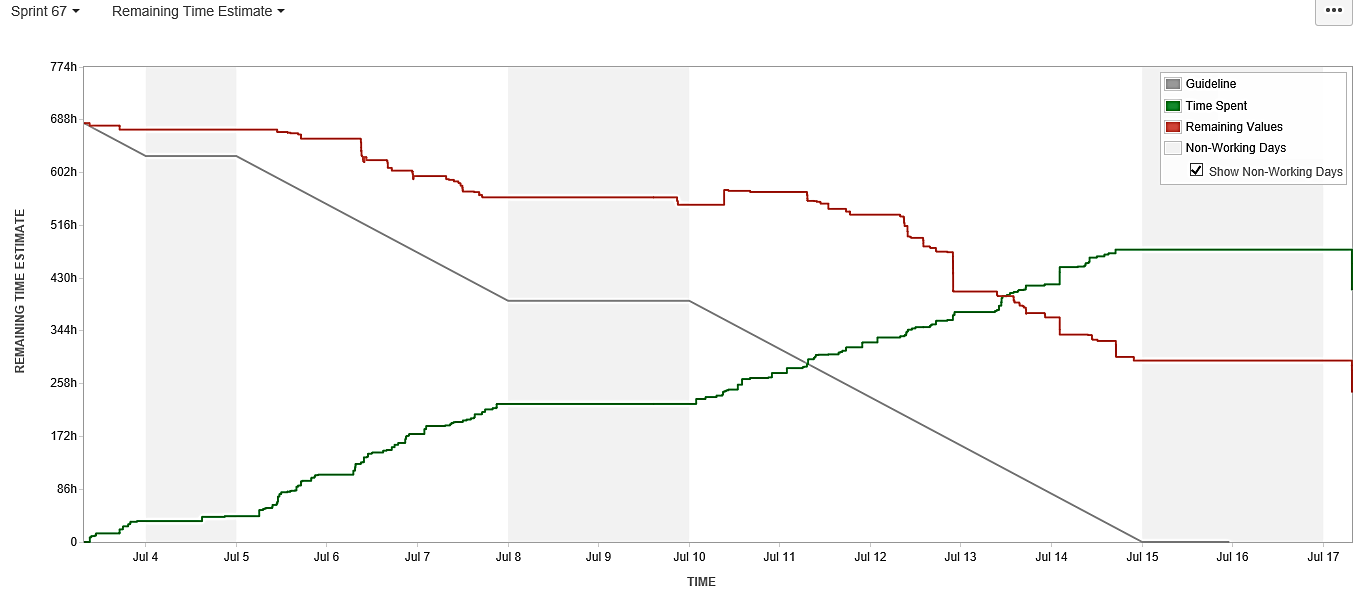 Sprint 67 Remaining Time Estimate
774h
688h
602h
516h
430h
344h
258h
172h
86h
0
REMAINING TIME ESTIMATE
Guideline
Time Spent
Remaining Values
Non-Working Days
Show Non-Working Days
Jul 4 Jul 5 Jul 6 Jul 7 Jul 8 Jul 9 Jul 10 Jul 11 Jul 12 Jul 13 Jul 14 Jul 15 Jul 16 Jul 17
TIME